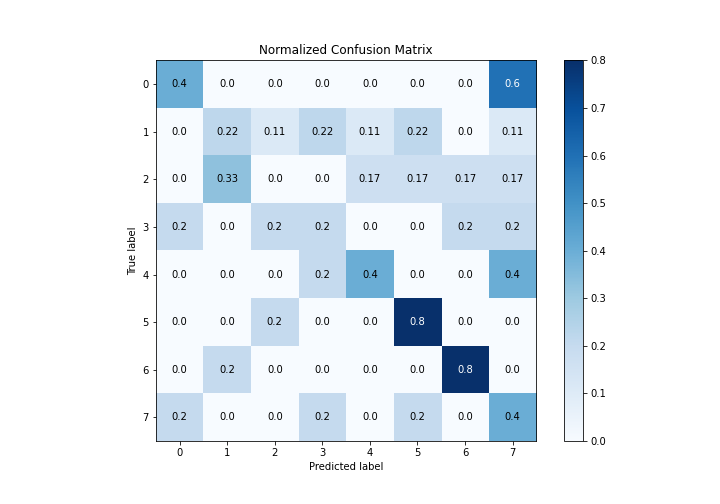 Normalized Confusion Matrix
0 0.4 0.0 0.0 0.0 0.0 0.0 0.0 0.6
1 0.0 0.22 0.11 0.22 0.11 0.22 0.0 0.11
2 0.0 0.33 0.0 0.0 0.17 0.17 0.17 0.17
3 0.2 0.0 0.2 0.2 0.0 0.0 0.2 0.2
4 0.0 0.0 0.0 0.2 0.4 0.0 0.0 0.4
5 0.0 0.0 0.2 0.0 0.0 0.8 0.0 0.0
6 0.0 0.2 0.0 0.0 0.0 0.0 0.8 0.0
7 0.2 0.0 0.0 0.2 0.0 0.2 0.0 0.4
0 1 2 3 4 5 6 7
Predicted label
True label
0.8
0.7
0.6
0.5
0.4
0.3
0.2
0.1
0.0